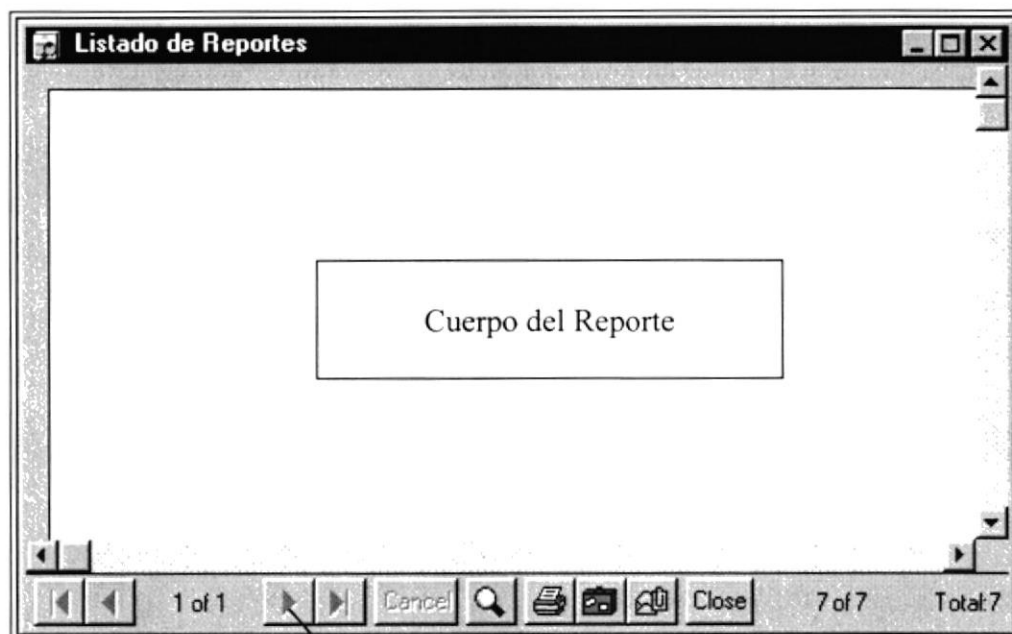 Listado de Reportes
Cuerpo del Reporte
1 of 1 Cancel Close 7 of 7 Total:7